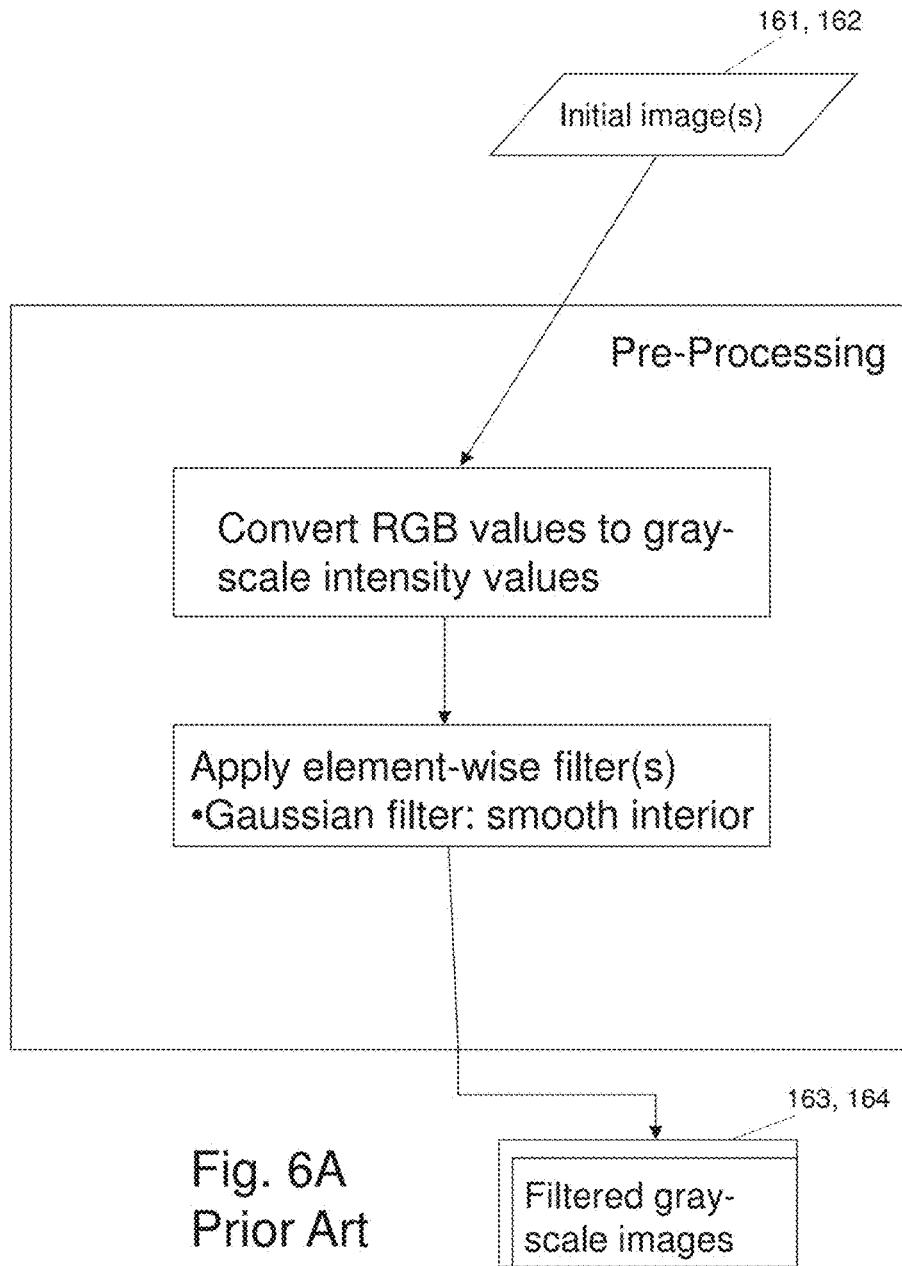 161, 162
Initial image(s)
Pre-Processing
Convert RGB values to gray-
scale intensity values
Apply element-wise filter(s)
•Gaussian filter: smooth interior
163, 164
Fig. 6A
Prior Art
Filtered gray-
scale images